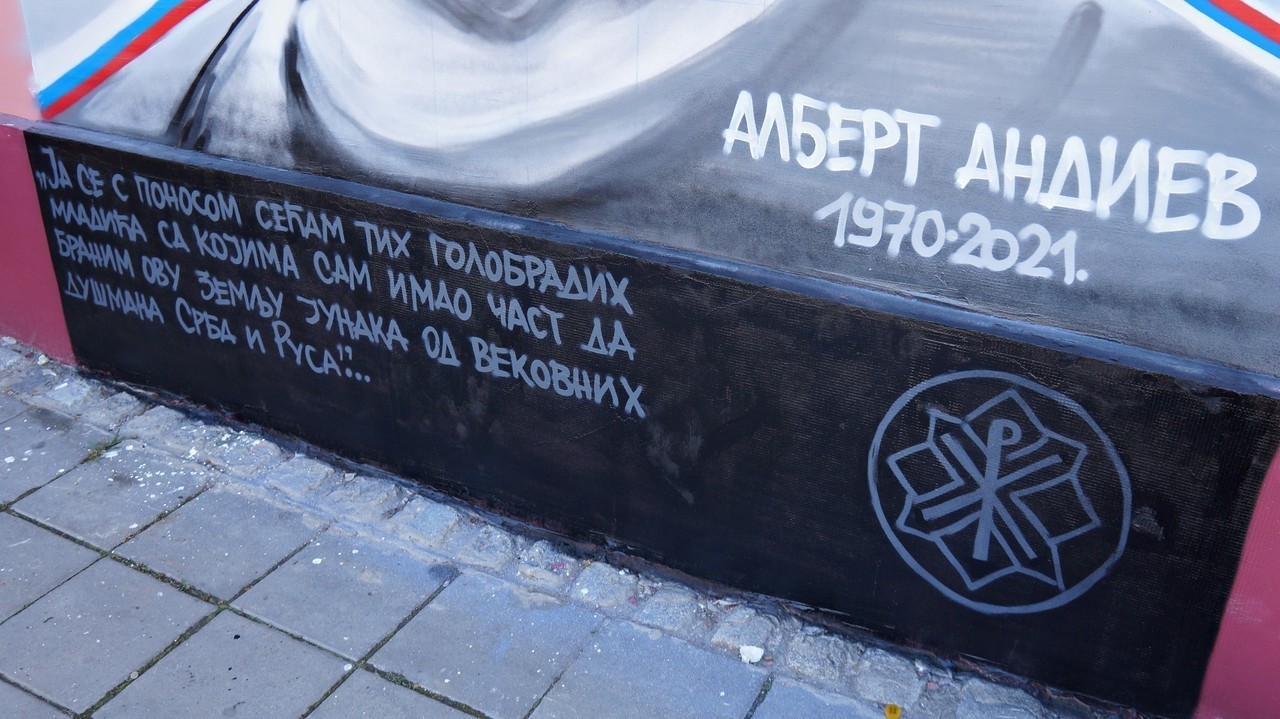 АЛБЕРТ АНДИЕВ
1970-2021.
„ЈА СЕ С ПОНОСОМ СЕЋАМ ТИХ ГОЛОБРАДИХ
МЛАДИЋА СА КОЈИМА САМ ИМАО ЧАСТ ДА
БРАНИМ ОВУ ЗЕМЉУ ЈУНАКА ОД ВЕКОВНИХ
ДУШМАНА СРБА И РУСА"...